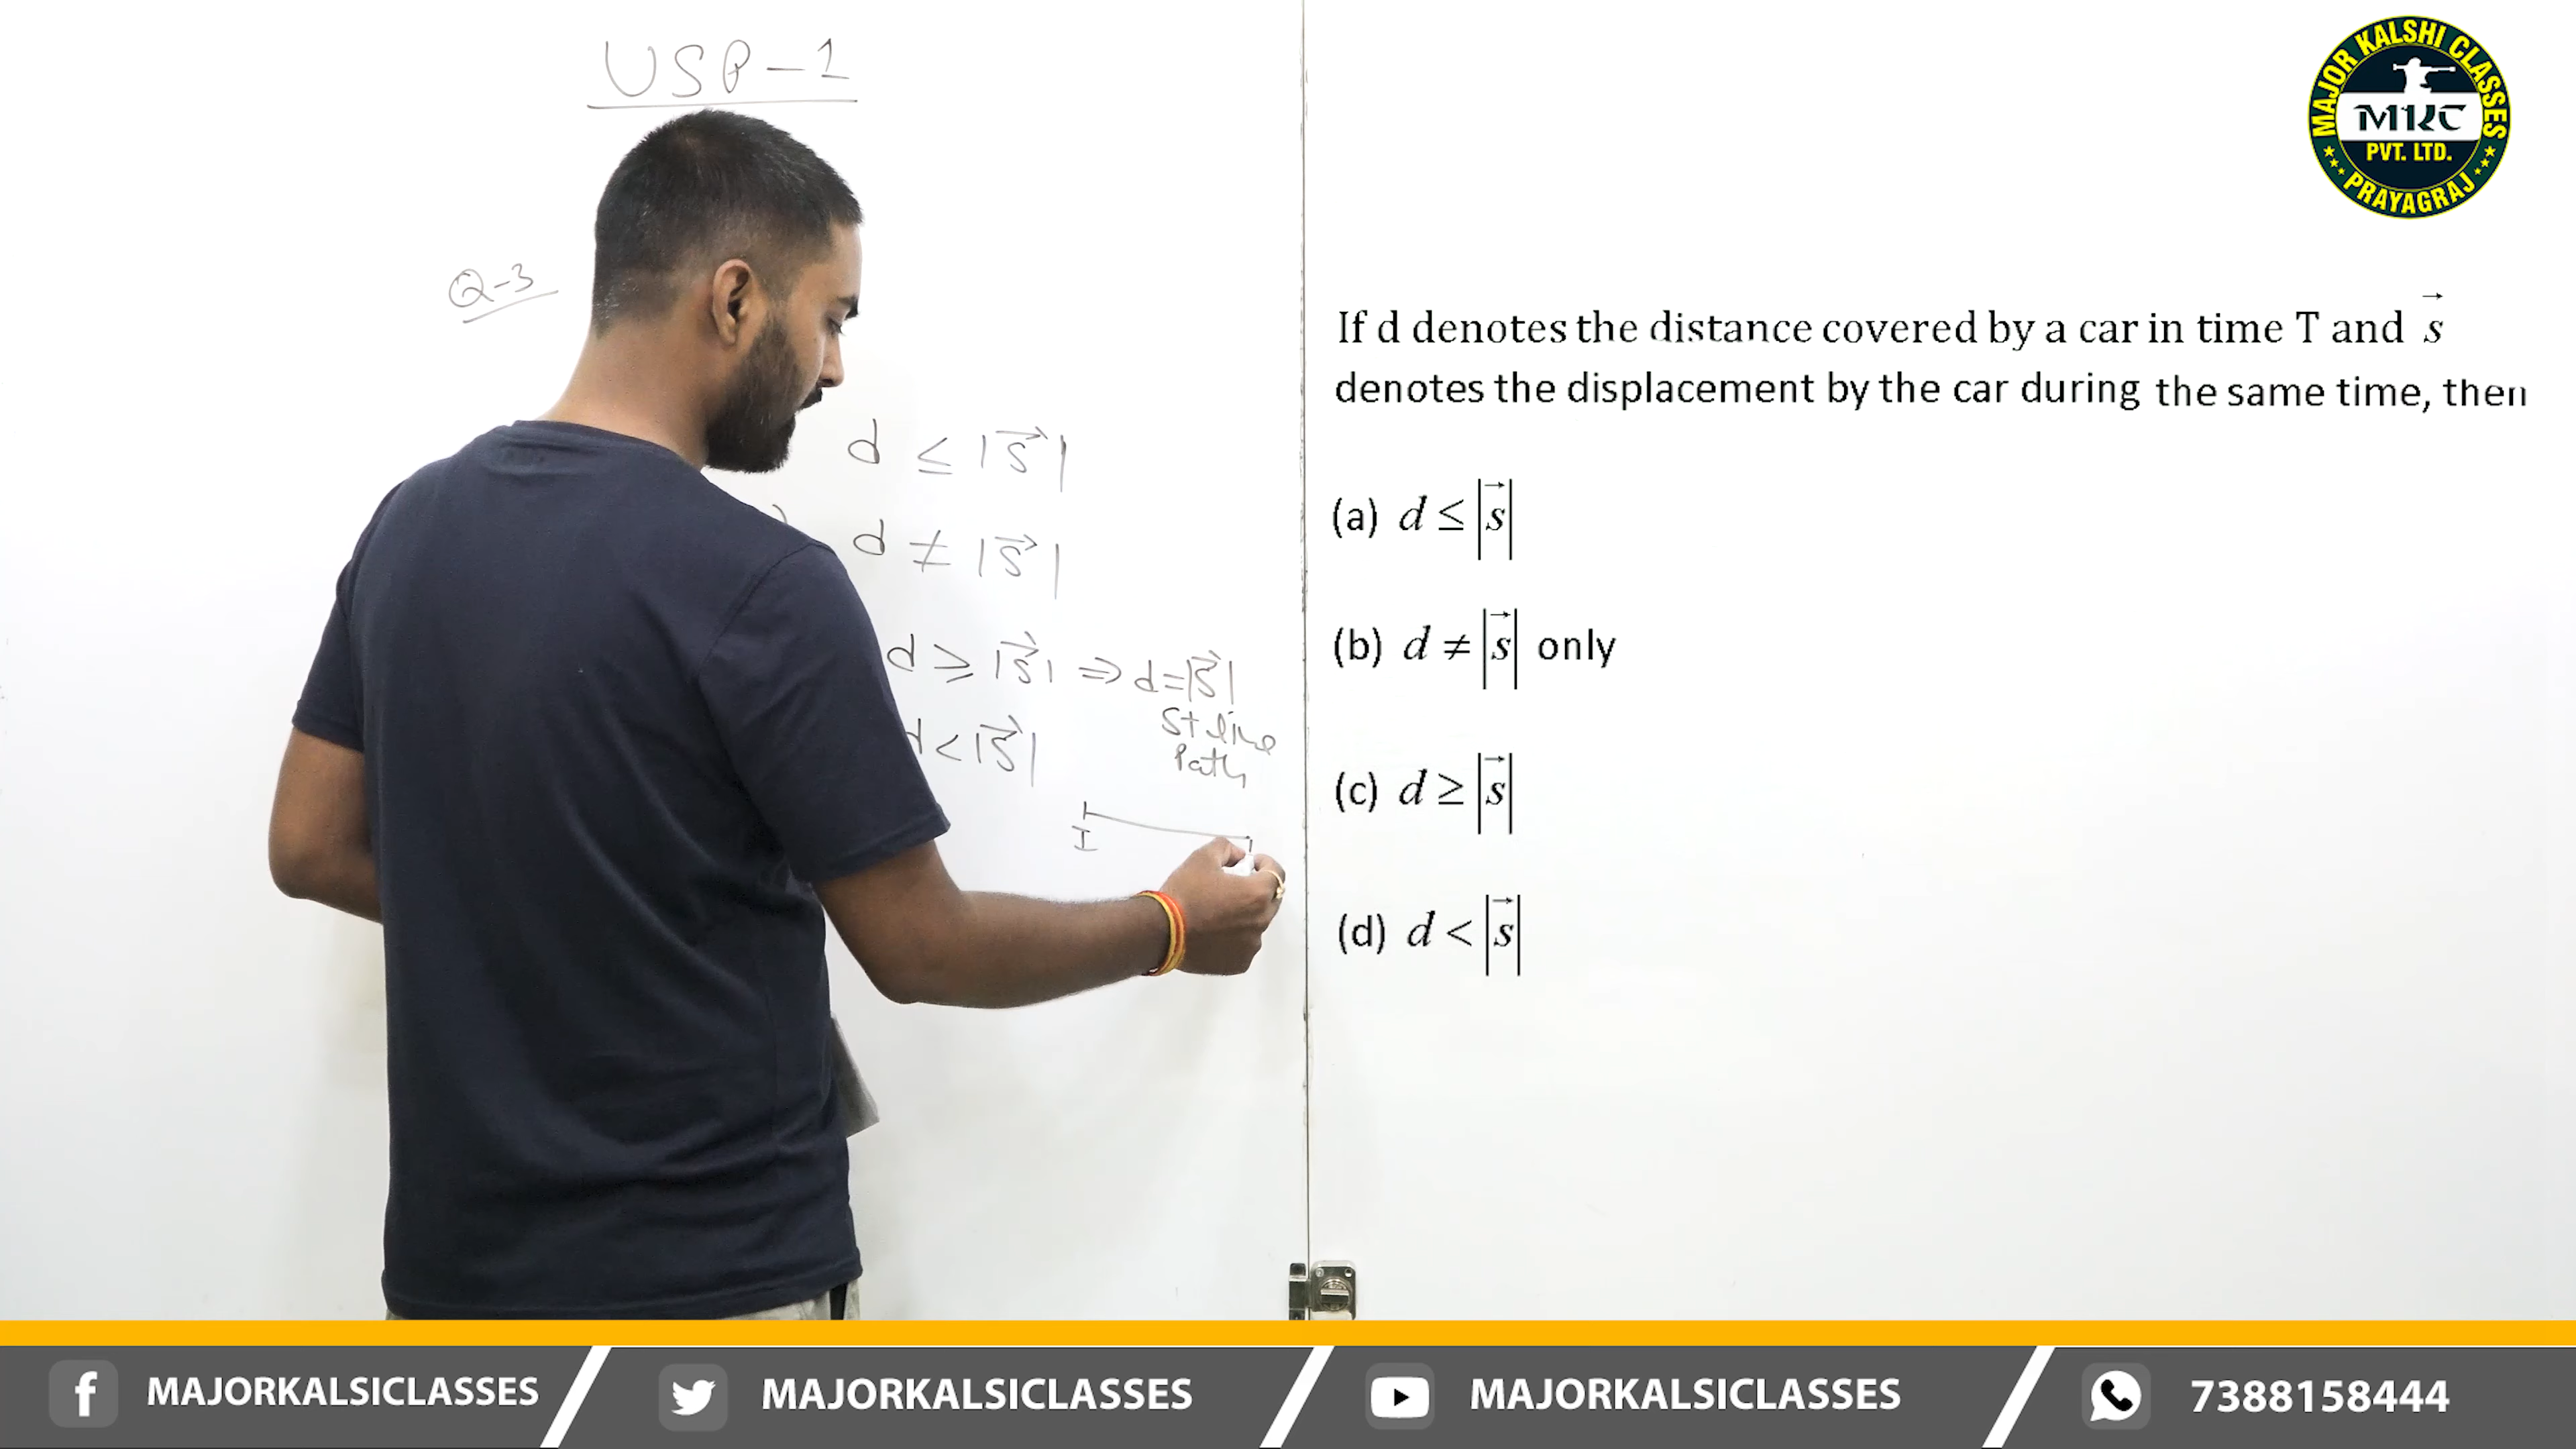 USP-1
MAJOR KALSHI CLASSES
MKC
PVT. LTD.
PRAYAGRAJ
Q-3
d ≤ |s⃗|
d ≠ |s⃗|
d ≥ |s⃗| ⇒ d=|s⃗|
St line
Path
d < |s⃗|
I
If d denotes the distance covered by a car in time T and s⃗
denotes the displacement by the car during the same time, then
(a) d ≤ |s⃗|
(b) d ≠ |s⃗| only
(c) d ≥ |s⃗|
(d) d < |s⃗|
f MAJORKALSICLASSES
MAJORKALSICLASSES
MAJORKALSICLASSES
7388158444